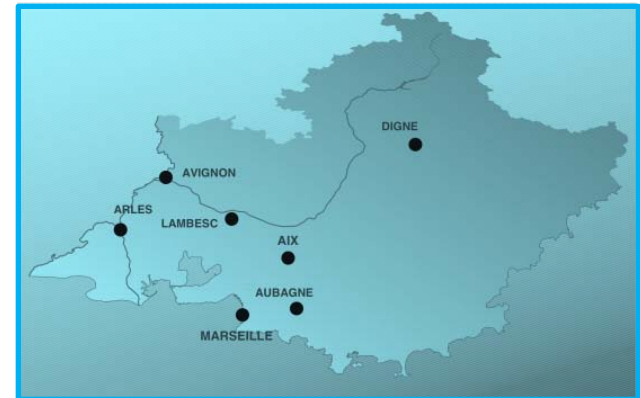 DIGNE
AVIGNON
ARLES
LAMBESC
AIX
AUBAGNE
MARSEILLE